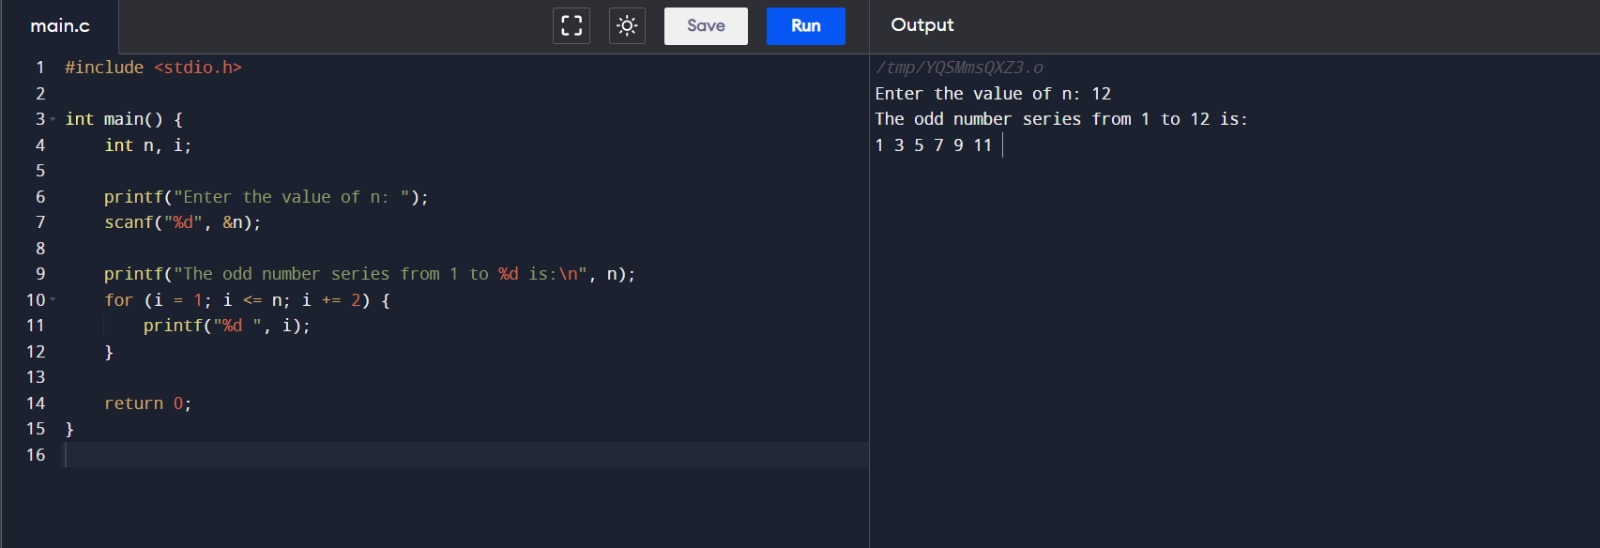 main.c
Save
Run
Output
1 #include <stdio.h>
2
3 int main() {
4     int n, i;
5
6     printf("Enter the value of n: ");
7     scanf("%d", &n);
8
9     printf("The odd number series from 1 to %d is:\n", n);
10     for (i = 1; i <= n; i += 2) {
11         printf("%d ", i);
12     }
13
14     return 0;
15 }
16
/tmp/YQSMmsQXZ3.o
Enter the value of n: 12
The odd number series from 1 to 12 is:
1 3 5 7 9 11